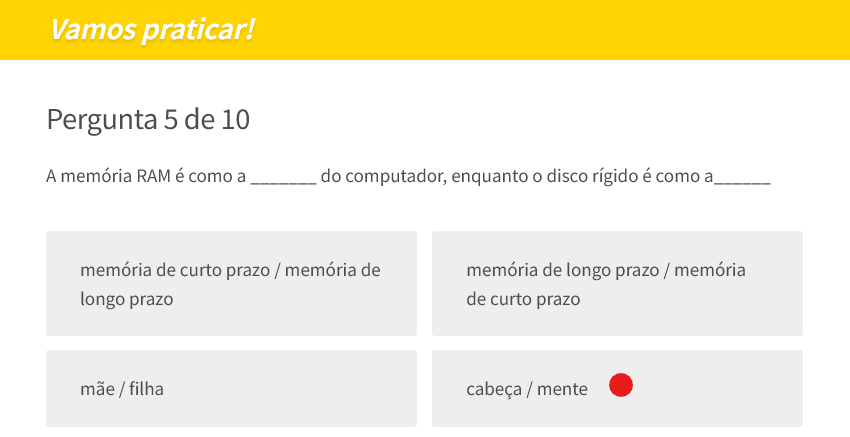 Vamos praticar!
Pergunta 5 de 10
A memória RAM é como a _______ do computador, enquanto o disco rígido é como a______
memória de curto prazo / memória de
longo prazo
memória de longo prazo / memória
de curto prazo
mãe / filha
cabeça / mente